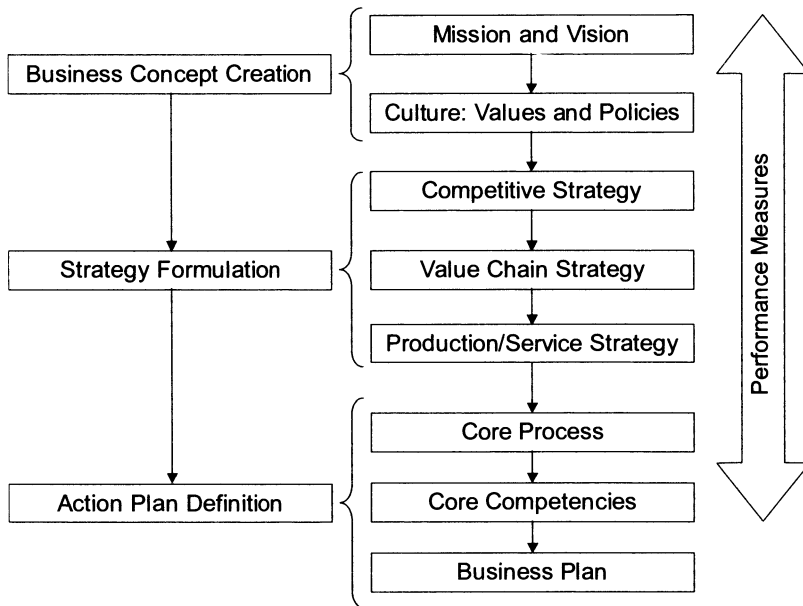 Mission and Vision
Business Concept Creation
Culture: Values and Policies
Competitive Strategy
Strategy Formulation
Value Chain Strategy
Production/Service Strategy
Core Process
Action Plan Definition
Core Competencies
Business Plan
Performance Measures